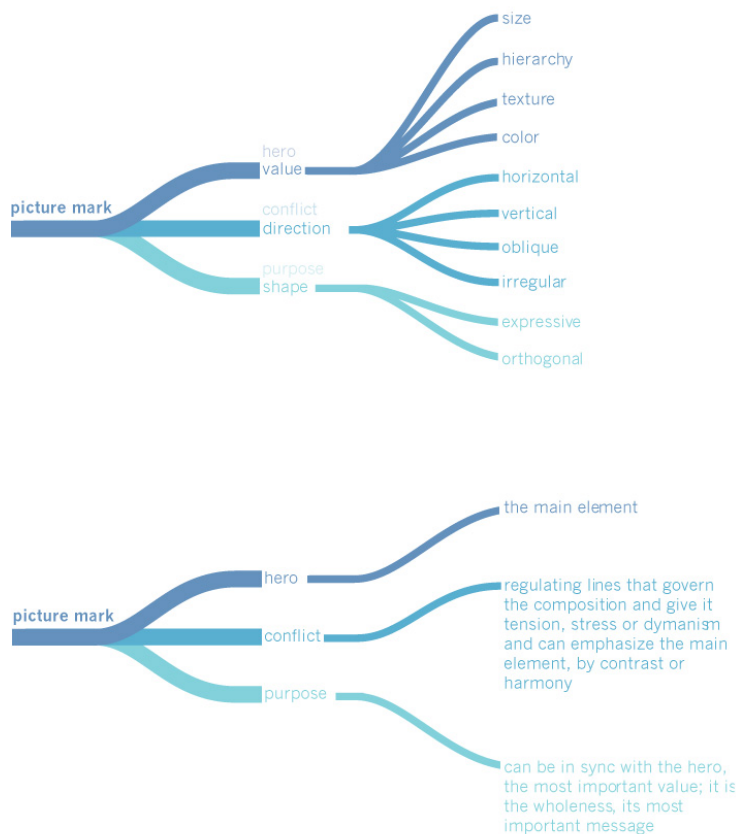 size
hierarchy
texture
color
hero
value
horizontal
picture mark
conflict
direction
vertical
oblique
purpose
shape
irregular
expressive
orthogonal
the main element
hero
regulating lines that govern
the composition and give it
tension, stress or dymanism
and can emphasize the main
element, by contrast or
harmony
picture mark
conflict
purpose
can be in sync with the hero,
the most important value; it is
the wholeness, its most
important message